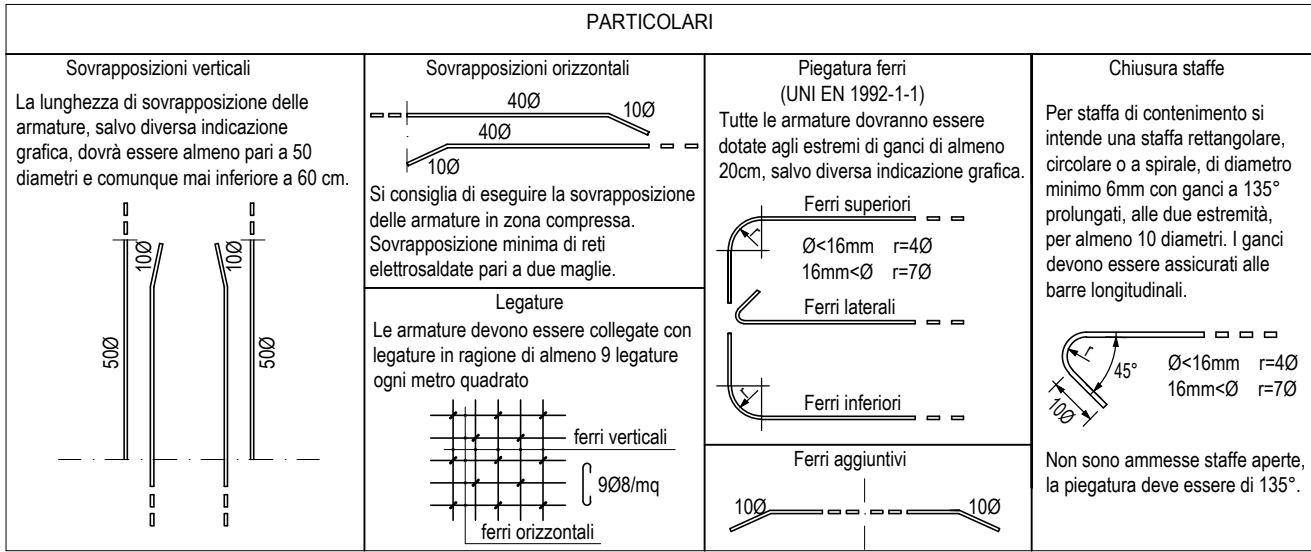 PARTICOLARI
Sovrapposizioni verticali
La lunghezza di sovrapposizione delle
armature, salvo diversa indicazione
grafica, dovrà essere almeno pari a 50
diametri e comunque mai inferiore a 60 cm.
10Ø
10Ø
50Ø
50Ø
Sovrapposizioni orizzontali
40Ø
10Ø
40Ø
10Ø
Si consiglia di eseguire la sovrapposizione
delle armature in zona compressa.
Sovrapposizione minima di reti
elettrosaldate pari a due maglie.
Legature
Le armature devono essere collegate con
legature in ragione di almeno 9 legature
ogni metro quadrato
ferri verticali
9Ø8/mq
ferri orizzontali
Piegatura ferri
(UNI EN 1992-1-1)
Tutte le armature dovranno essere
dotate agli estremi di ganci di almeno
20cm, salvo diversa indicazione grafica.
Ferri superiori
r
Ø<16mm r=4Ø
16mm<Ø r=7Ø
Ferri laterali
r
Ferri inferiori
Ferri aggiuntivi
10Ø
10Ø
Chiusura staffe
Per staffa di contenimento si
intende una staffa rettangolare,
circolare o a spirale, di diametro
minimo 6mm con ganci a 135°
prolungati, alle due estremità,
per almeno 10 diametri. I ganci
devono essere assicurati alle
barre longitudinali.
r
45°
Ø<16mm r=4Ø
16mm<Ø r=7Ø
10Ø
Non sono ammesse staffe aperte,
la piegatura deve essere di 135°.